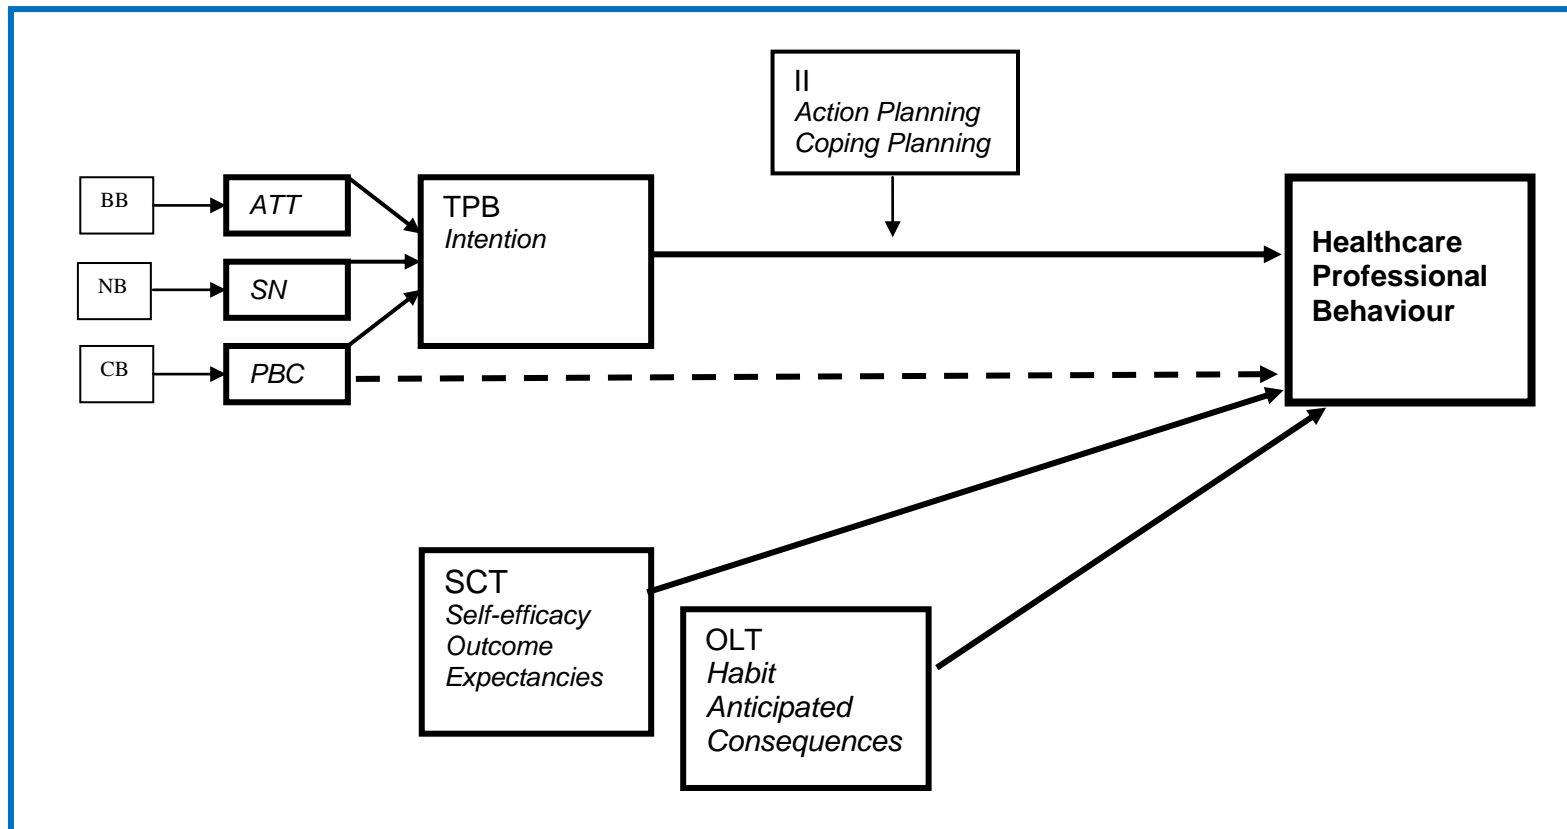 II
Action Planning
Coping Planning
BB
ATT
TPB
Intention
NB
SN
CB
PBC
Healthcare
Professional
Behaviour
SCT
Self-efficacy
Outcome
Expectancies
OLT
Habit
Anticipated
Consequences